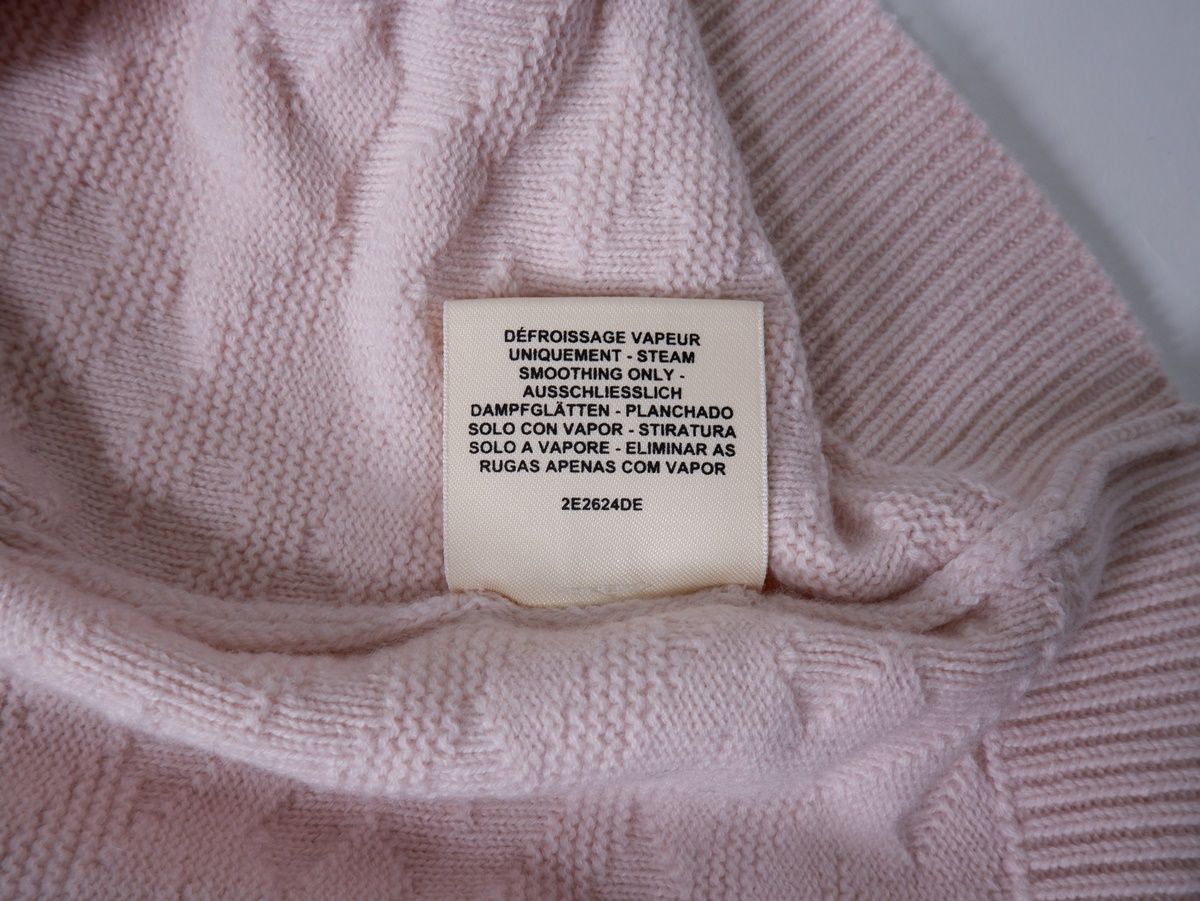 DÉFROISSAGE VAPEUR
UNIQUEMENT - STEAM
SMOOTHING ONLY -
AUSSCHLIESSLICH
DAMPFGLÄTTEN - PLANCHADO
SOLO CON VAPOR - STIRATURA
SOLO A VAPORE - ELIMINAR AS
RUGAS APENAS COM VAPOR
2E2624DE